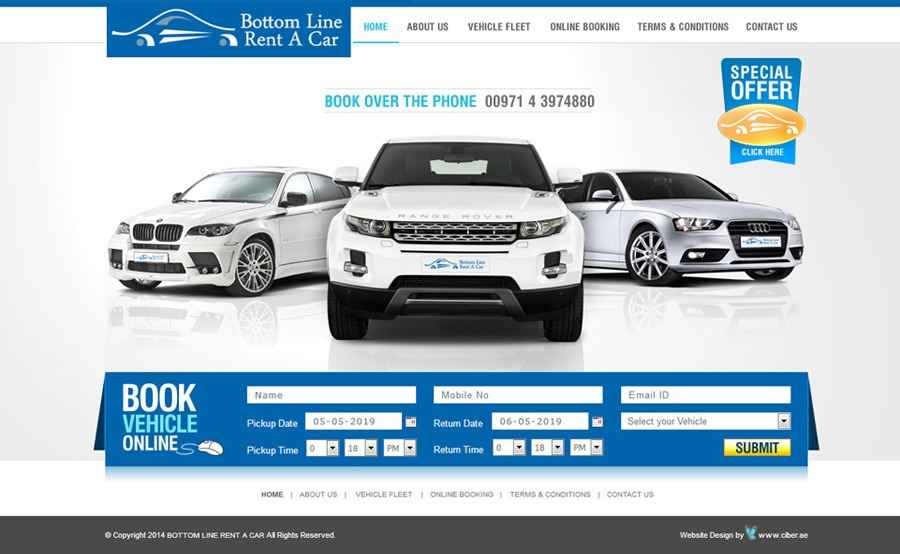 Bottom Line
Rent A Car
HOME ABOUT US VEHICLE FLEET ONLINE BOOKING TERMS & CONDITIONS CONTACT US
SPECIAL
OFFER
CLICK HERE
BOOK OVER THE PHONE 00971 4 3974880
RANGE ROVER
Bottom Line
Rent A Car
Bottom Line
Rent A Car
BOOK
VEHICLE
ONLINE
Name Mobile No Email ID
Pickup Date 05-05-2019 Return Date 06-05-2019 Select your Vehicle
Pickup Time 0 18 PM Return Time 0 18 PM SUBMIT
HOME | ABOUT US | VEHICLE FLEET | ONLINE BOOKING | TERMS & CONDITIONS | CONTACT US
© Copyright 2014 BOTTOM LINE RENT A CAR All Rights Reserved. Website Design by www.ciber.ae